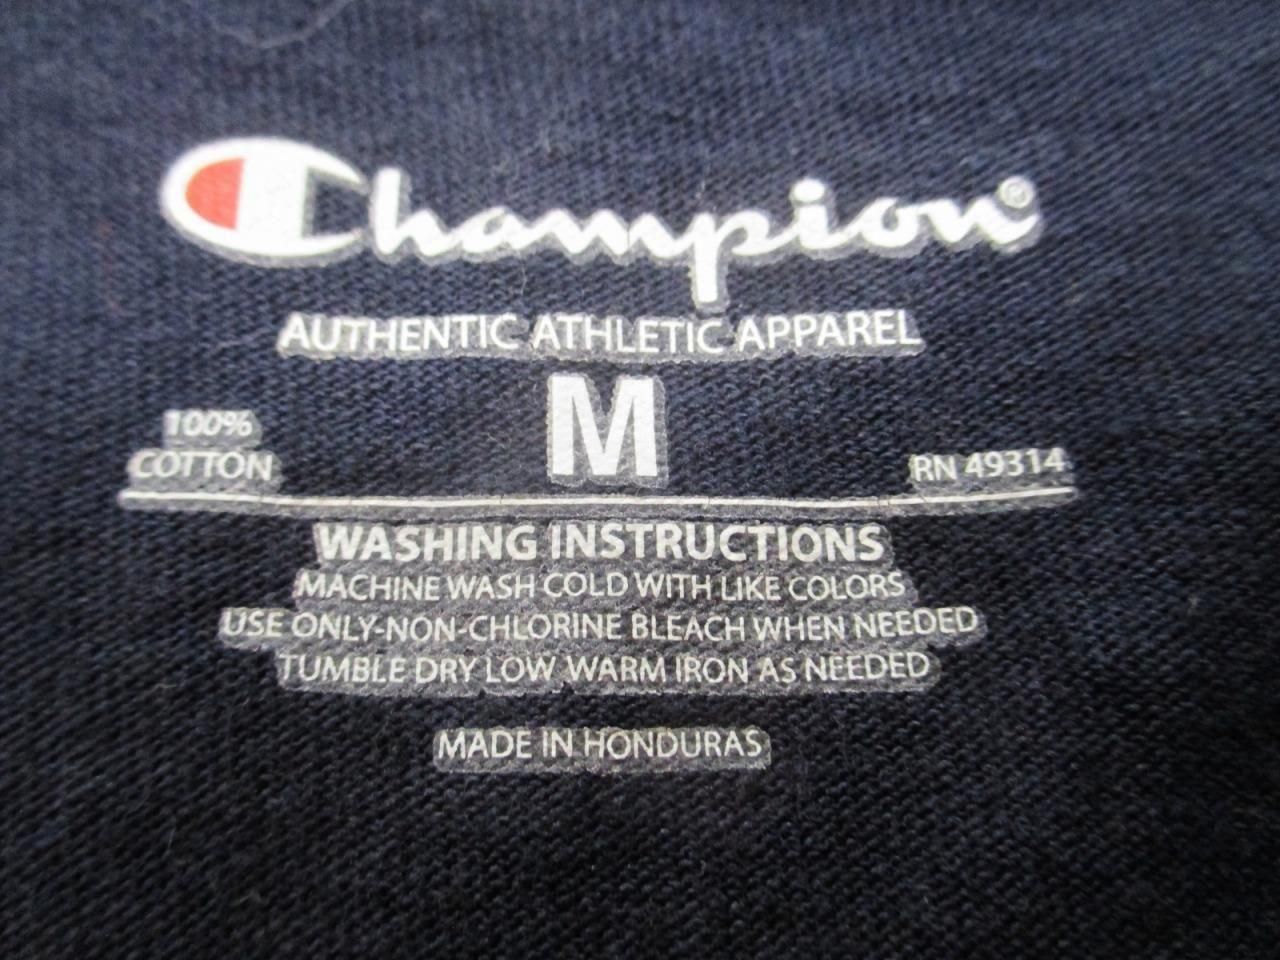 Champion®
AUTHENTIC ATHLETIC APPAREL
M
100%
COTTON
RN 49314
WASHING INSTRUCTIONS
MACHINE WASH COLD WITH LIKE COLORS
USE ONLY-NON-CHLORINE BLEACH WHEN NEEDED
TUMBLE DRY LOW WARM IRON AS NEEDED
MADE IN HONDURAS